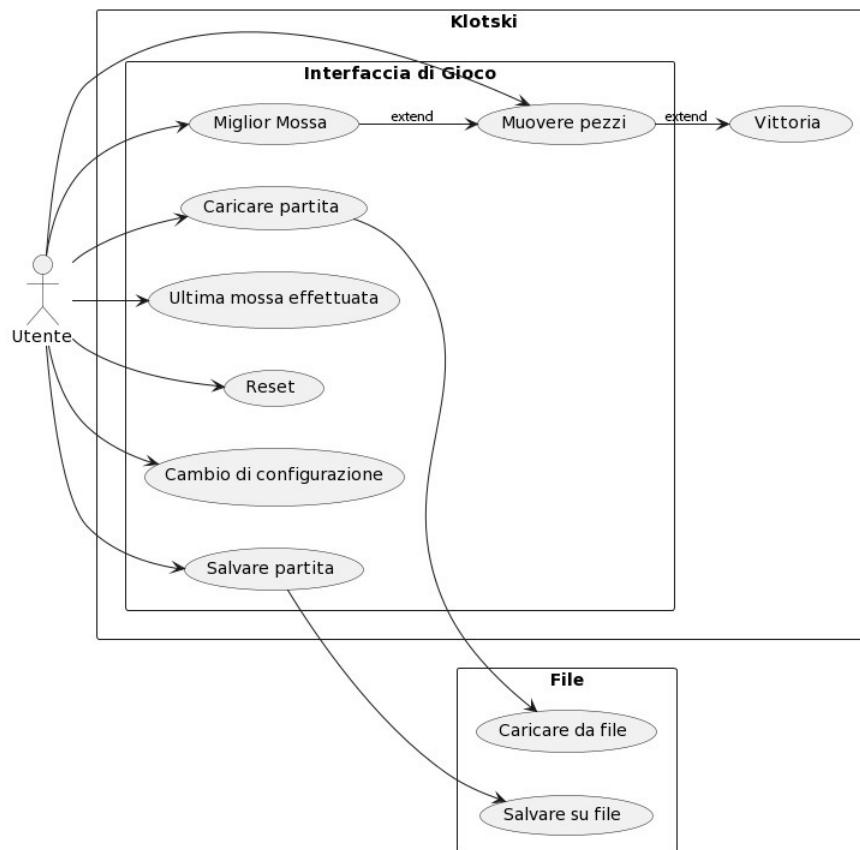 Klotski
Interfaccia di Gioco
Miglior Mossa
extend
Muovere pezzi
extend
Vittoria
Caricare partita
Ultima mossa effettuata
Utente
Reset
Cambio di configurazione
Salvare partita
File
Caricare da file
Salvare su file